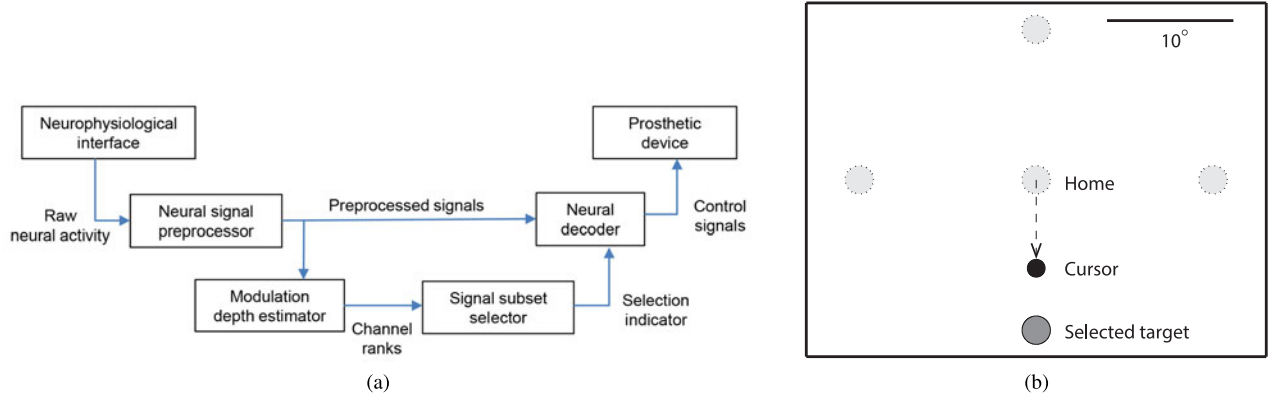 Neurophysiological
interface
Prosthetic
device
Raw
neural activity
Neural signal
preprocessor
Preprocessed signals
Neural
decoder
Control
signals
Modulation
depth estimator
Channel
ranks
Signal subset
selector
Selection
indicator
(a)
10°
Home
Cursor
Selected target
(b)